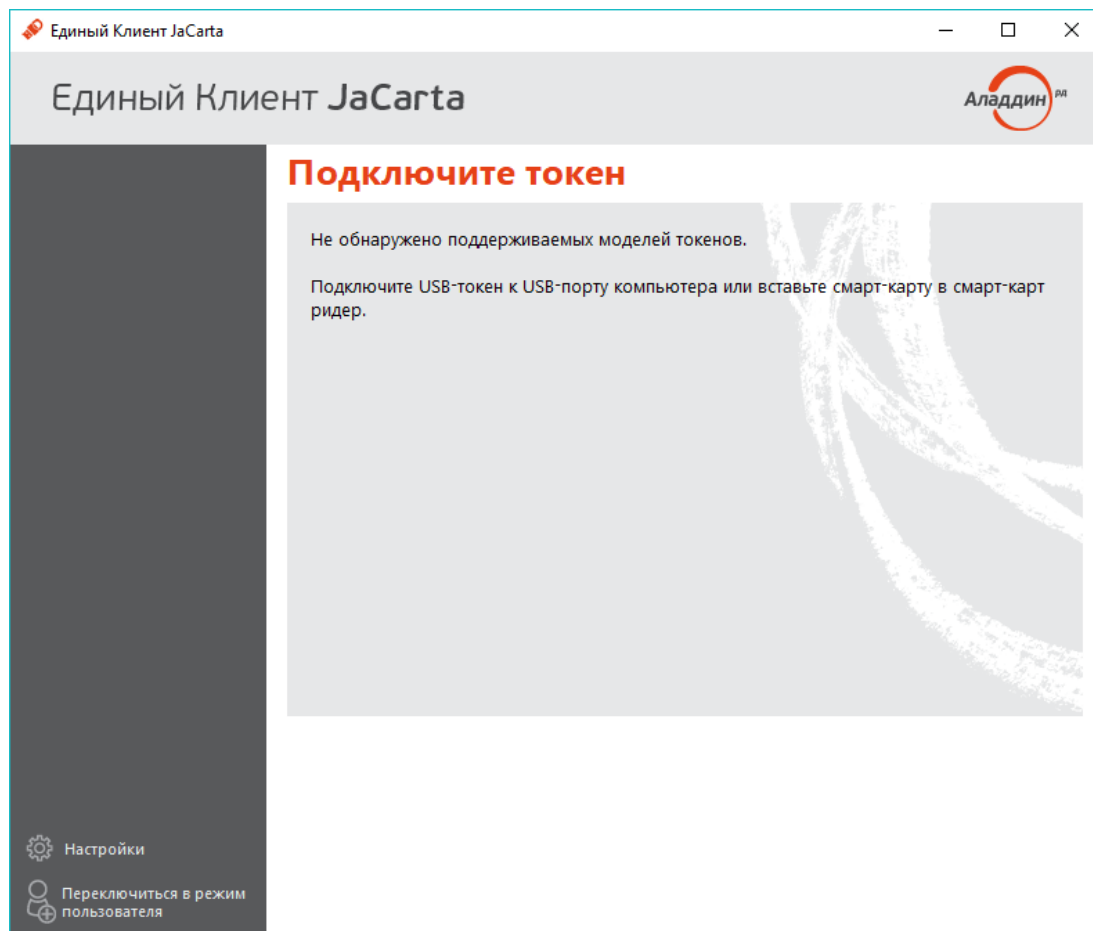 Единый Клиент JaCarta
Единый Клиент JaCarta
Аладдин РД
Подключите токен
Не обнаружено поддерживаемых моделей токенов.
Подключите USB-токен к USB-порту компьютера или вставьте смарт-карту в смарт-карт
ридер.
Настройки
Переключиться в режим
пользователя